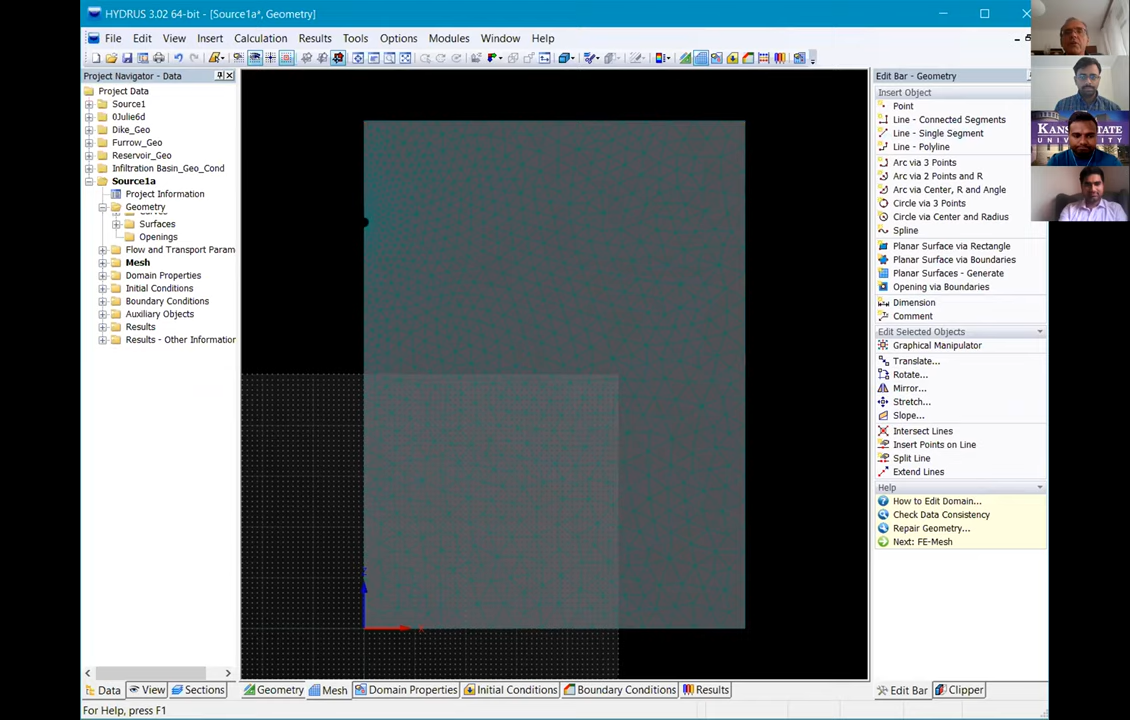 HYDRUS 3.02 64-bit - [Source1a*, Geometry]
File Edit View Insert Calculation Results Tools Options Modules Window Help
Project Navigator - Data
Project Data
Source1
0Julie6d
Dike_Geo
Furrow_Geo
Reservoir_Geo
Infiltration Basin_Geo_Cond
Source1a
Project Information
Geometry
Curves
Surfaces
Openings
Flow and Transport Param
Mesh
Domain Properties
Initial Conditions
Boundary Conditions
Auxiliary Objects
Results
Results - Other Information
Data View Sections
Z
X
Geometry Mesh Domain Properties Initial Conditions Boundary Conditions Results
Edit Bar - Geometry
Insert Object
Point
Line - Connected Segments
Line - Single Segment
Line - Polyline
Arc via 3 Points
Arc via 2 Points and R
Arc via Center, R and Angle
Circle via 3 Points
Circle via Center and Radius
Spline
Planar Surface via Rectangle
Planar Surface via Boundaries
Planar Surfaces - Generate
Opening via Boundaries
Dimension
Comment
Edit Selected Objects
Graphical Manipulator
Translate...
Rotate...
Mirror...
Stretch...
Slope...
Intersect Lines
Insert Points on Line
Split Line
Extend Lines
Help
How to Edit Domain...
Check Data Consistency
Repair Geometry...
Next: FE-Mesh
Edit Bar Clipper
For Help, press F1